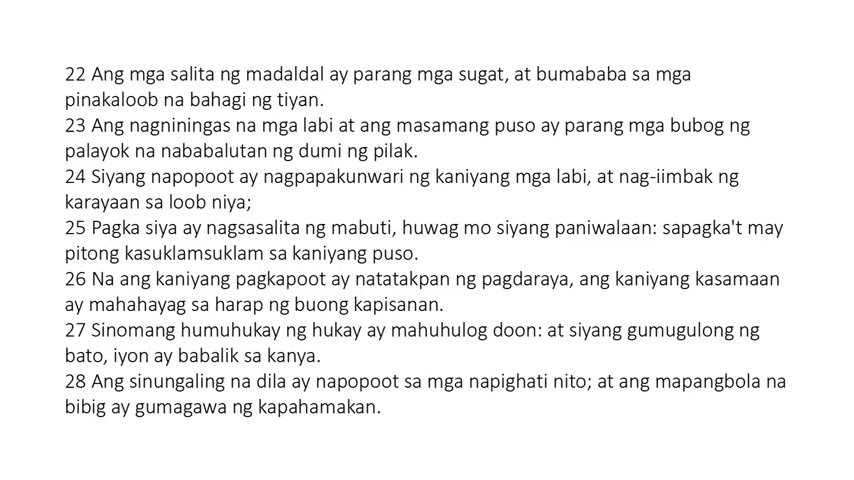 22 Ang mga salita ng madaldal ay parang mga sugat, at bumababa sa mga
pinakaloob na bahagi ng tiyan.
23 Ang nagniningas na mga labi at ang masamang puso ay parang mga bubog ng
palayok na nababalutan ng dumi ng pilak.
24 Siyang napopoot ay nagpapakunwari ng kaniyang mga labi, at nag-iimbak ng
karayaan sa loob niya;
25 Pagka siya ay nagsasalita ng mabuti, huwag mo siyang paniwalaan: sapagka't may
pitong kasuklamsuklam sa kaniyang puso.
26 Na ang kaniyang pagkapoot ay natatakpan ng pagdaraya, ang kaniyang kasamaan
ay mahahayag sa harap ng buong kapisanan.
27 Sinomang humuhukay ng hukay ay mahuhulog doon: at siyang gumugulong ng
bato, iyon ay babalik sa kanya.
28 Ang sinungaling na dila ay napopoot sa mga napighati nito; at ang mapangbola na
bibig ay gumagawa ng kapahamakan.